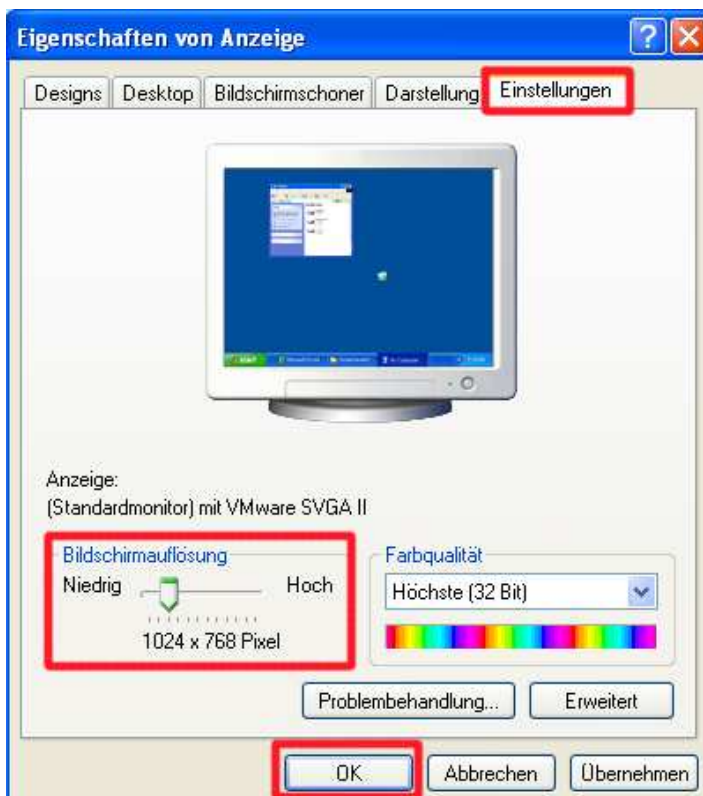 Eigenschaften von Anzeige
Designs Desktop Bildschirmschoner Darstellung Einstellungen
Anzeige:
(Standardmonitor) mit VMware SVGA II
Bildschirmauflösung
Niedrig Hoch
1024 x 768 Pixel
Farbqualität
Höchste (32 Bit)
Problembehandlung... Erweitert
OK Abbrechen Übernehmen